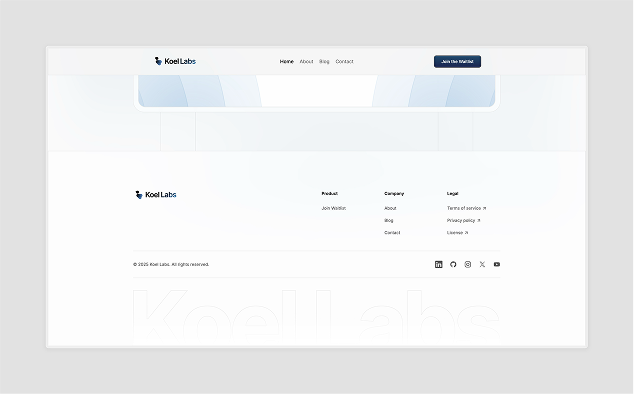 Koel Labs
Home About Blog Contact
Join the Waitlist
Koel Labs
Product
Join Waitlist
Company
About
Blog
Contact
Legal
Terms of service ↗
Privacy policy ↗
License ↗
© 2025 Koel Labs. All rights reserved.
Koel Labs